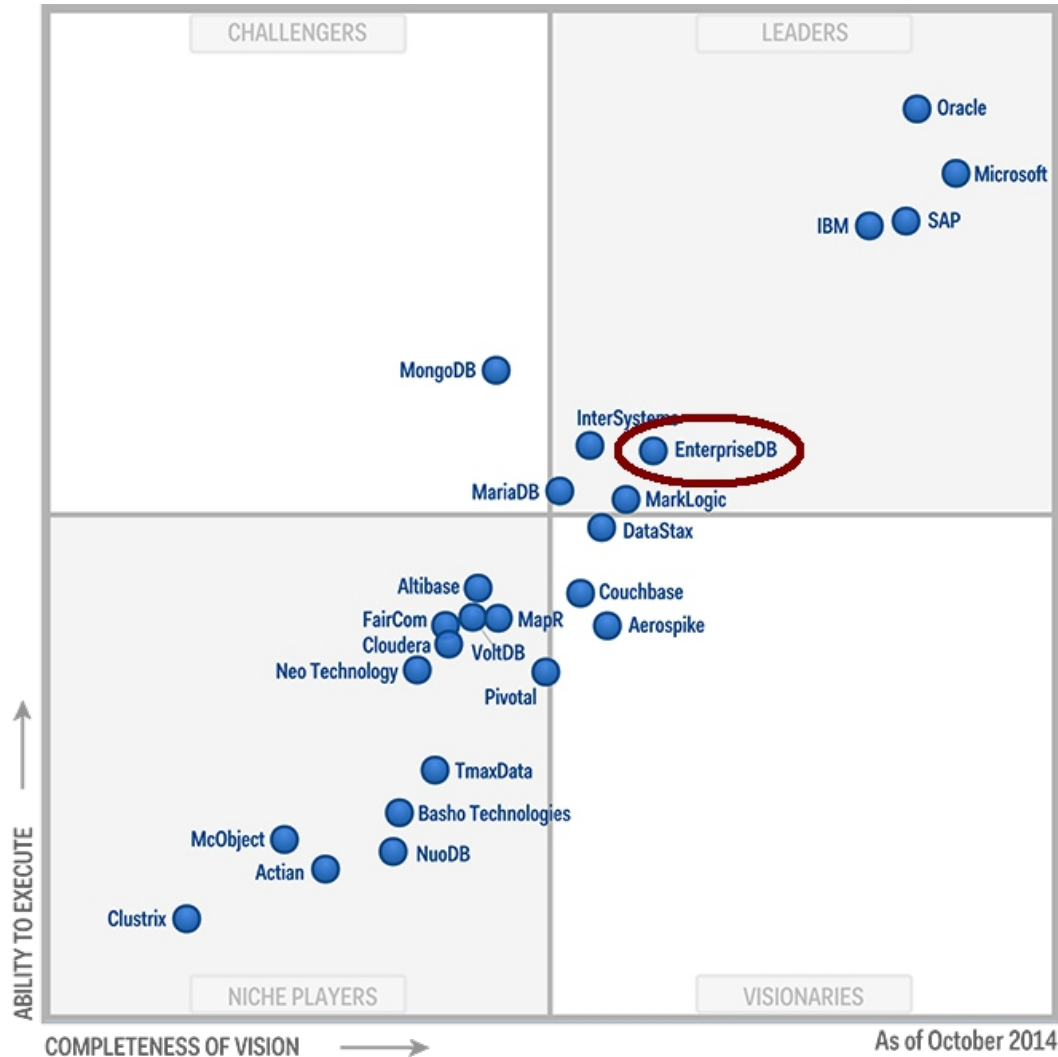 CHALLENGERS
LEADERS
Oracle
Microsoft
IBM
SAP
MongoDB
InterSystems
EnterpriseDB
MariaDB
MarkLogic
DataStax
Altibase
Couchbase
FairCom
MapR
Aerospike
Cloudera
VoltDB
Neo Technology
Pivotal
TmaxData
Basho Technologies
McObject
NuoDB
Actian
Clustrix
NICHE PLAYERS
VISIONARIES
ABILITY TO EXECUTE
COMPLETENESS OF VISION
As of October 2014